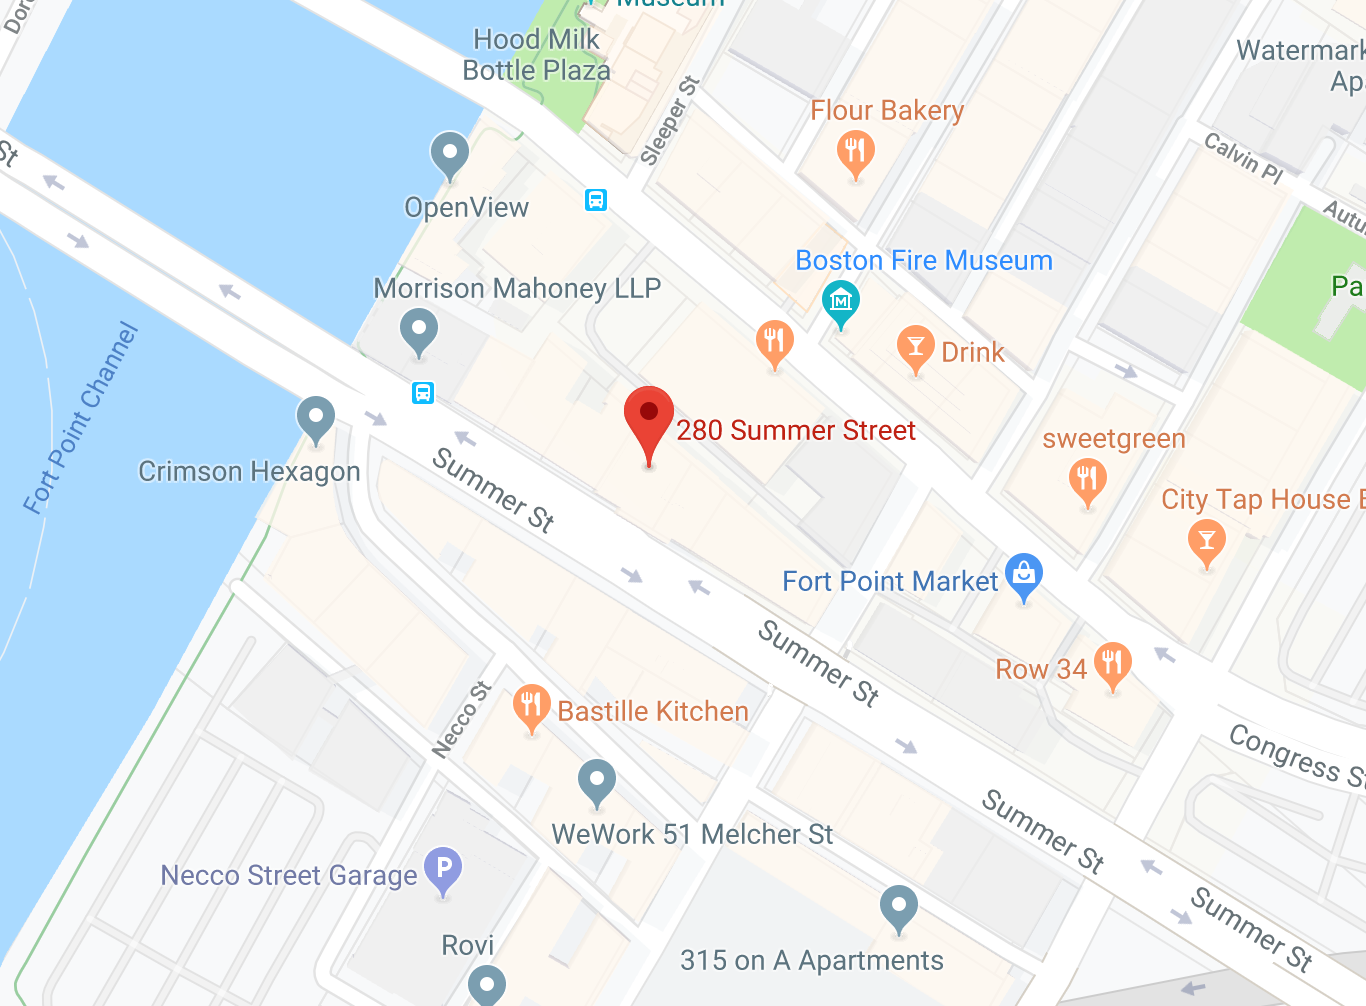 Museum
Hood Milk
Bottle Plaza
Watermark
Sleeper St
Flour Bakery
Calvin Pl
St
OpenView
Boston Fire Museum
Morrison Mahoney LLP
Pa
Drink
Fort Point Channel
280 Summer Street
sweetgreen
Crimson Hexagon
Summer St
City Tap House
Fort Point Market
Summer St
Row 34
Necco St
Bastille Kitchen
Congress St
WeWork 51 Melcher St
Summer St
Necco Street Garage
P
Summer St
Rovi
315 on A Apartments